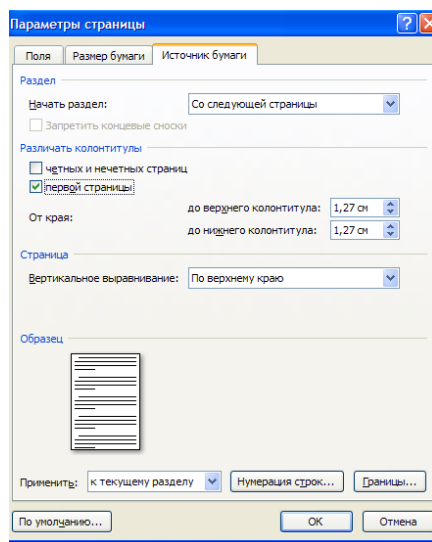 Параметры страницы
Поля Размер бумаги Источник бумаги
Раздел
Начать раздел: Со следующей страницы
Запретить концевые сноски
Различать колонтитулы
четных и нечетных страниц
первой страницы
От края: до верхнего колонтитула: 1,27 см
до нижнего колонтитула: 1,27 см
Страница
Вертикальное выравнивание: По верхнему краю
Образец
Применить: к текущему разделу Нумерация строк... Границы...
По умолчанию... ОК Отмена